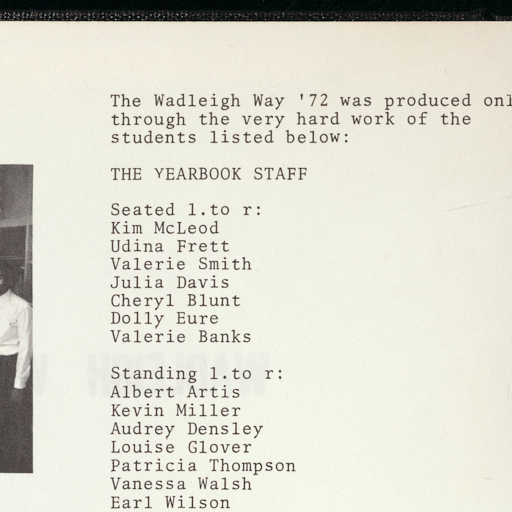 The Wadleigh Way '72 was produced onl
through the very hard work of the
students listed below:
THE YEARBOOK STAFF
Seated l.to r:
Kim McLeod
Udina Frett
Valerie Smith
Julia Davis
Cheryl Blunt
Dolly Eure
Valerie Banks
Standing l.to r:
Albert Artis
Kevin Miller
Audrey Densley
Louise Glover
Patricia Thompson
Vanessa Walsh
Earl Wilson